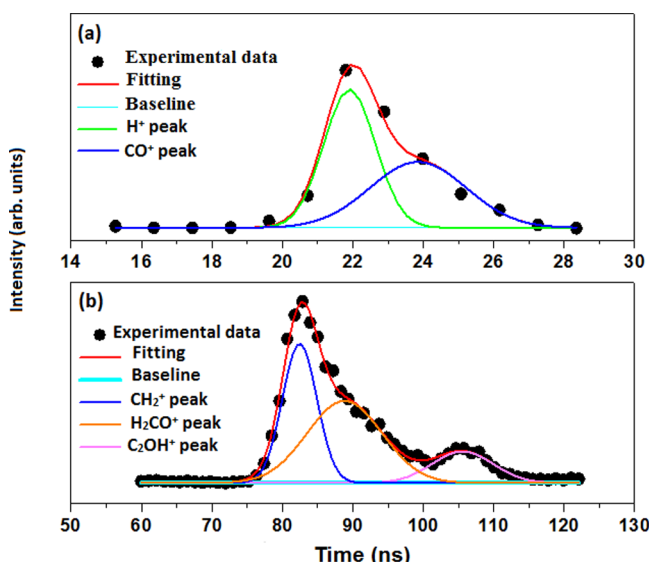 (a)
Experimental data
Fitting
Baseline
H⁺ peak
CO⁺ peak
14 16 18 20 22 24 26 28 30
Intensity (arb. units)
(b)
Experimental data
Fitting
Baseline
CH₂⁺ peak
H₂CO⁺ peak
C₂OH⁺ peak
50 60 70 80 90 100 110 120 130
Time (ns)